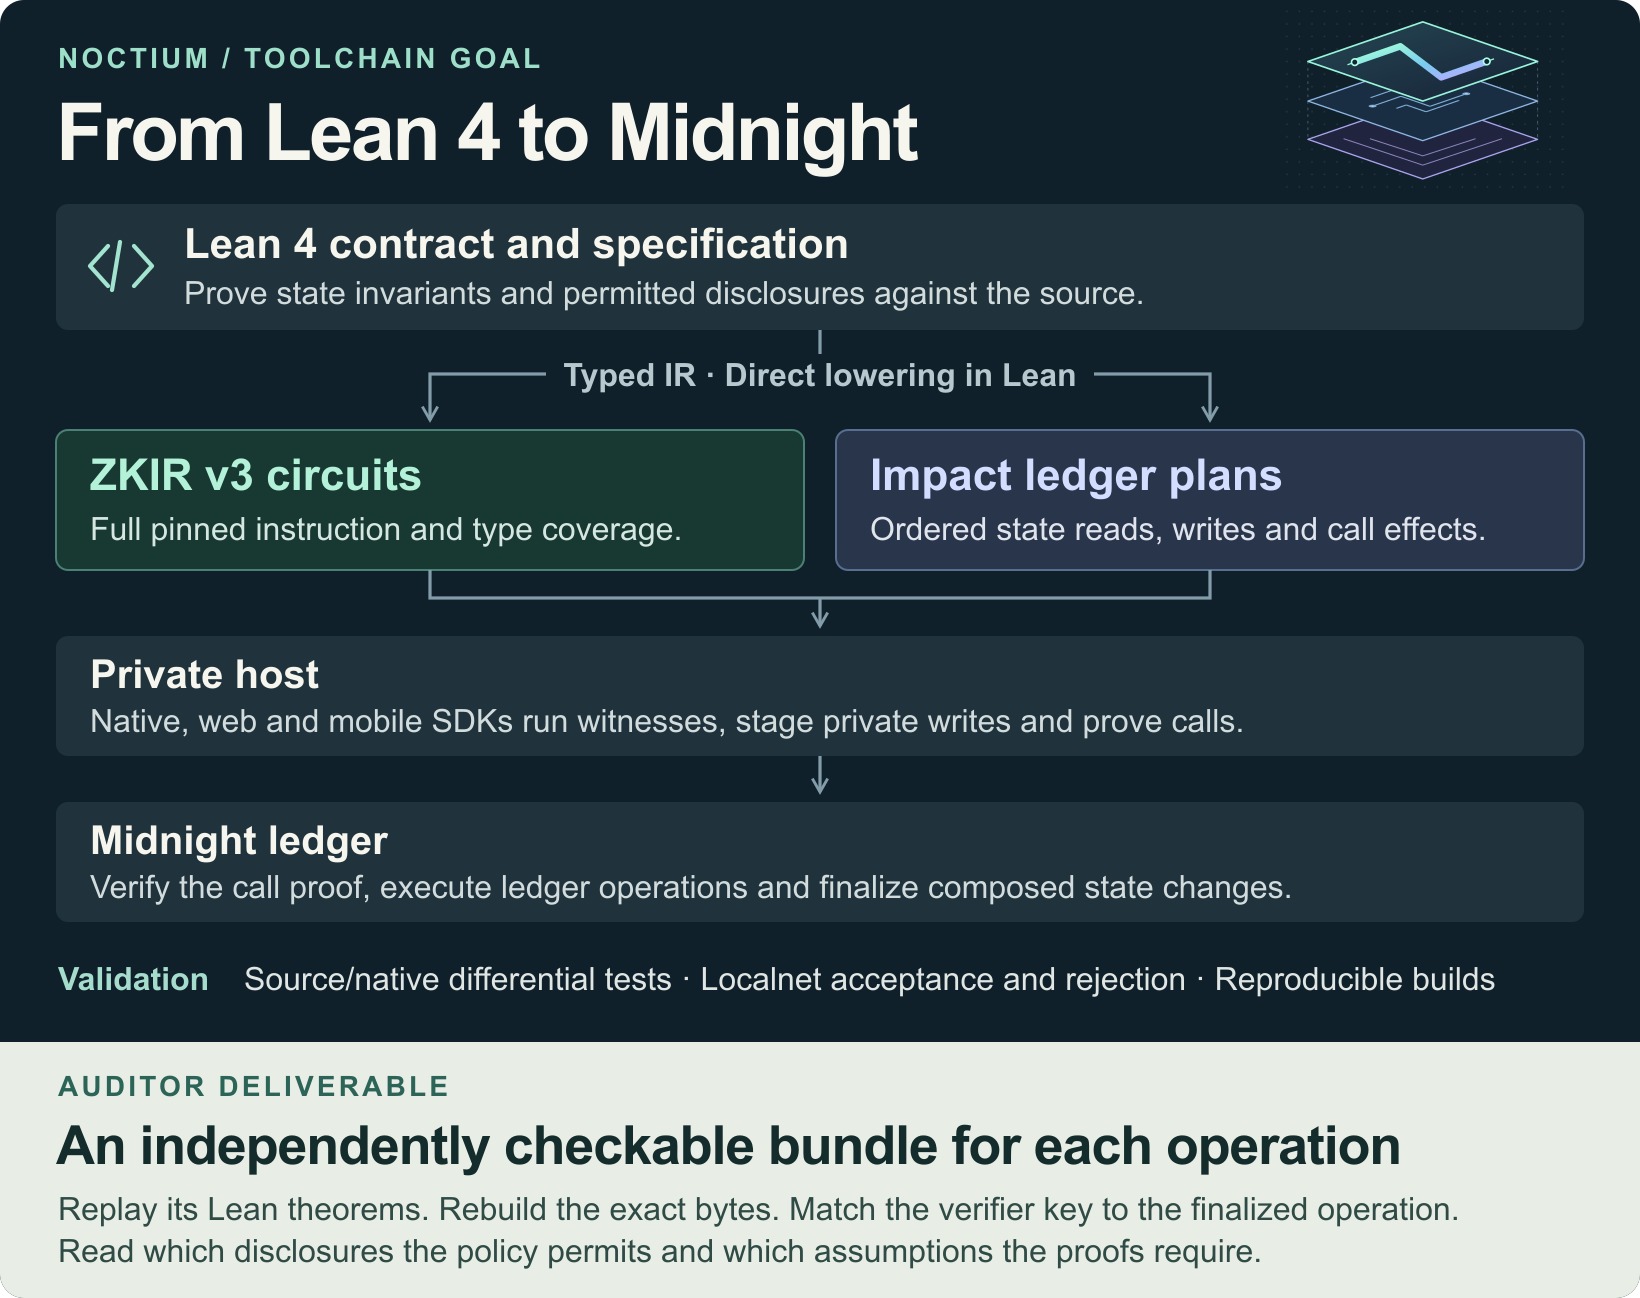 NOCTIUM / TOOLCHAIN GOAL
From Lean 4 to Midnight
Lean 4 contract and specification
Prove state invariants and permitted disclosures against the source.
Typed IR · Direct lowering in Lean
ZKIR v3 circuits
Full pinned instruction and type coverage.
Impact ledger plans
Ordered state reads, writes and call effects.
Private host
Native, web and mobile SDKs run witnesses, stage private writes and prove calls.
Midnight ledger
Verify the call proof, execute ledger operations and finalize composed state changes.
Validation Source/native differential tests · Localnet acceptance and rejection · Reproducible builds
AUDITOR DELIVERABLE
An independently checkable bundle for each operation
Replay its Lean theorems. Rebuild the exact bytes. Match the verifier key to the finalized operation.
Read which disclosures the policy permits and which assumptions the proofs require.